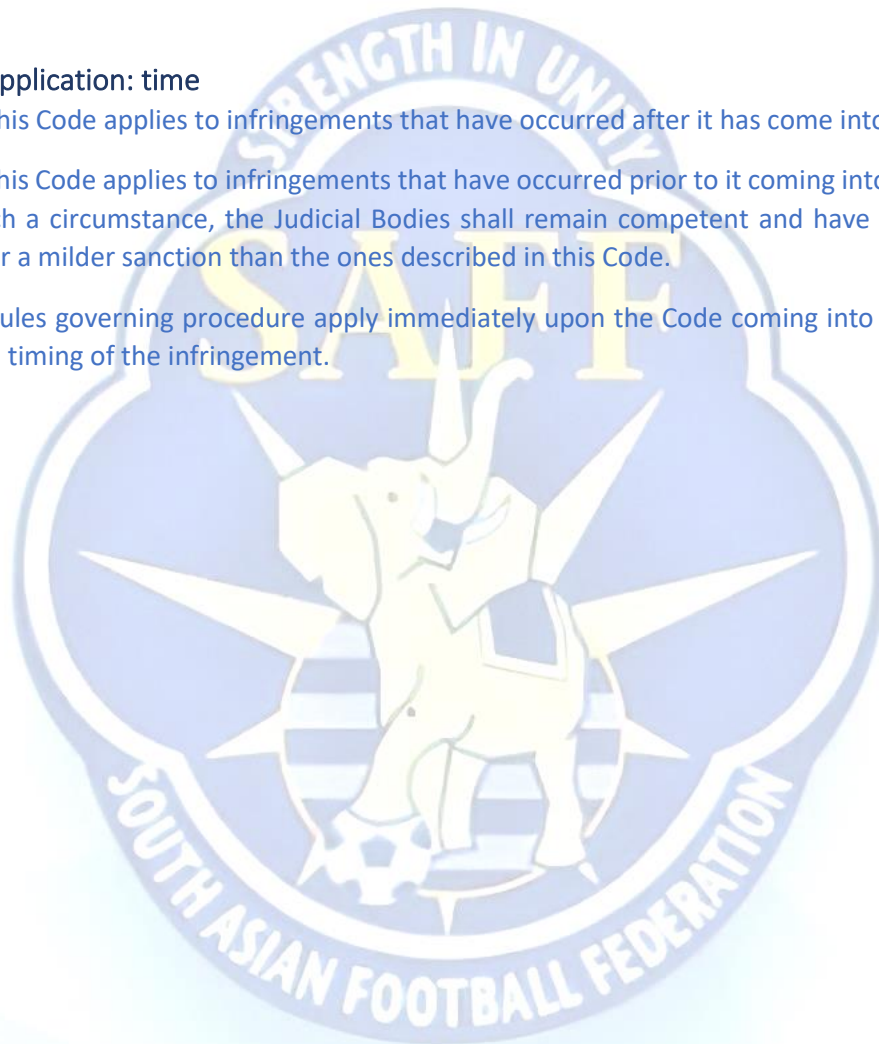 STRENGTH IN UNITY
pplication: time
his Code applies to infringements that have occurred after it has come into
his Code applies to infringements that have occurred prior to it coming into
h a circumstance, the Judicial Bodies shall remain competent and have
r a milder sanction than the ones described in this Code.
SAFF
ules governing procedure apply immediately upon the Code coming into
timing of the infringement.
SOUTH ASIAN FOOTBALL FEDERATION